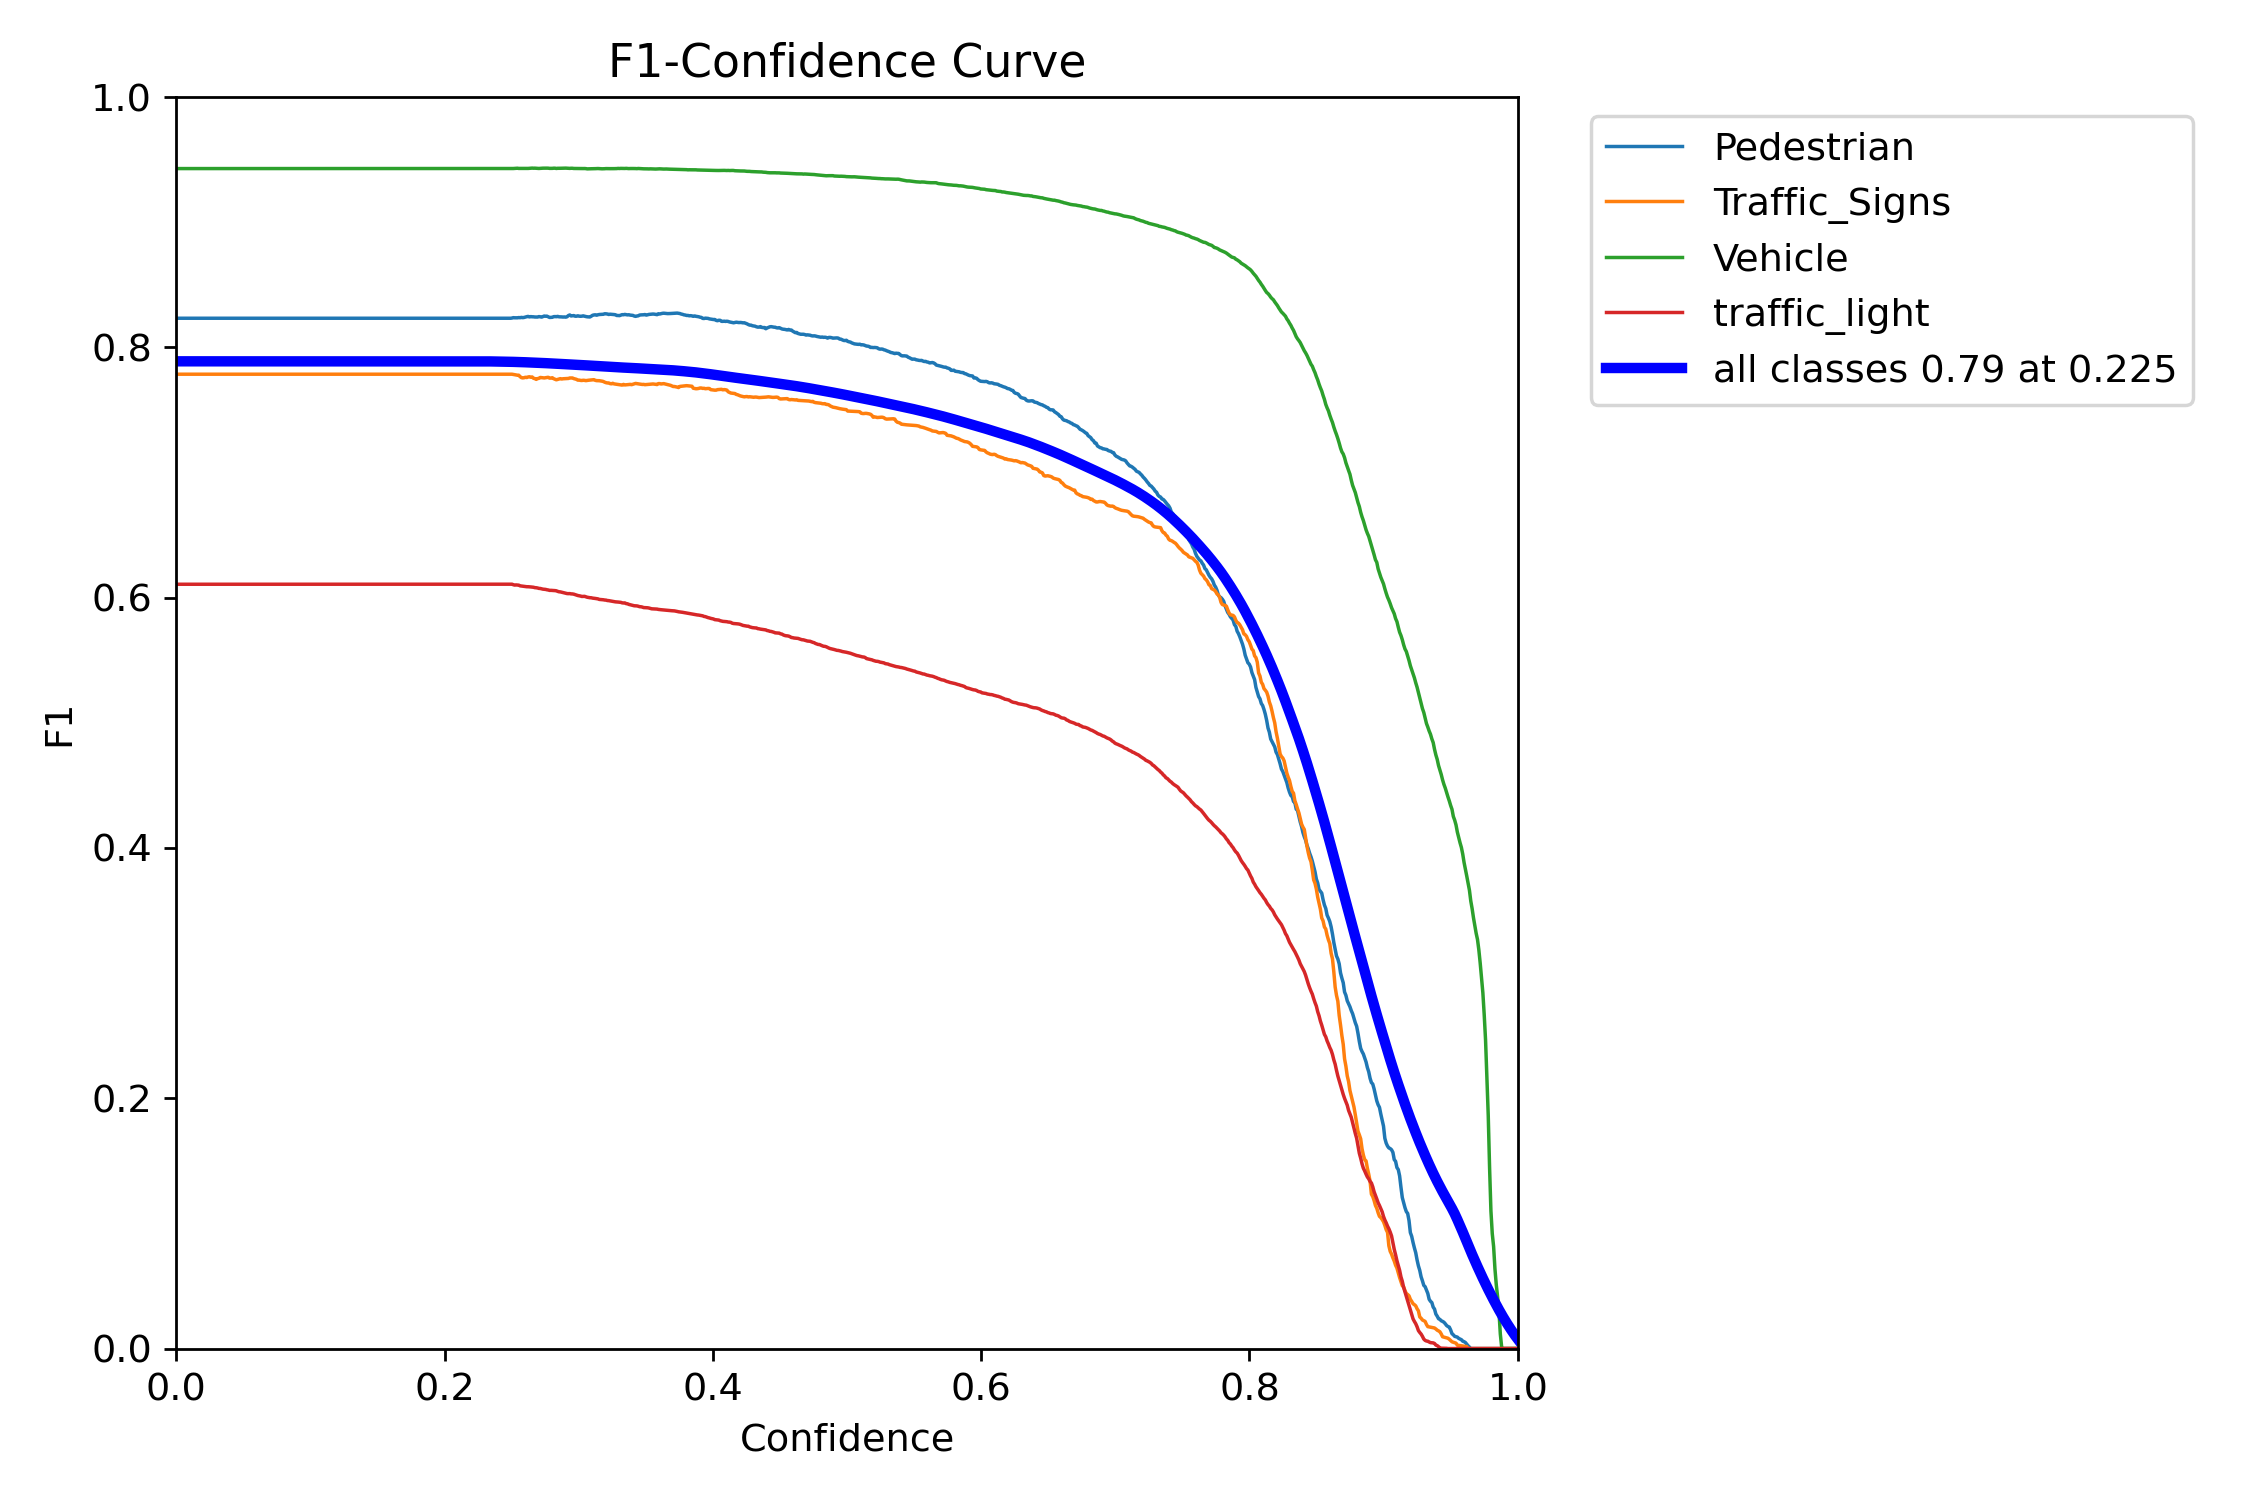 F1-Confidence Curve
1.0
0.8
0.6
0.4
0.2
0.0
F1
0.0 0.2 0.4 0.6 0.8 1.0
Confidence
Pedestrian
Traffic_Signs
Vehicle
traffic_light
all classes 0.79 at 0.225